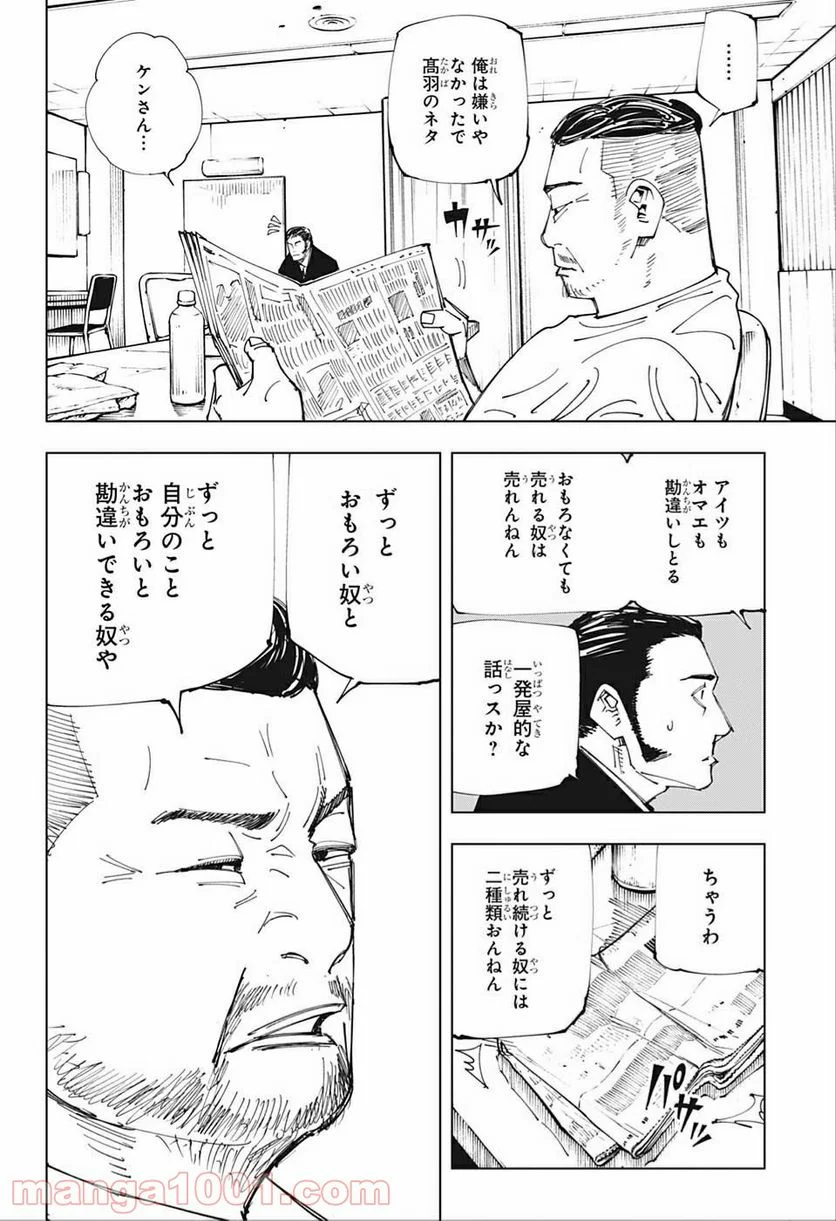 ……
俺は嫌いや
なかったで
髙羽のネタ
ガサッ
ケンさん…
アイツも
オマエも
勘違いしとる
おもろなくても
売れる奴は
売れんねん
一発屋的な
話っスか？
ちゃうわ
ずっと
売れ続ける奴には
二種類おんねん
パサッ
ずっと
おもろい奴と
ずっと
自分のこと
おもろいと
勘違いできる奴や
manga1001.com